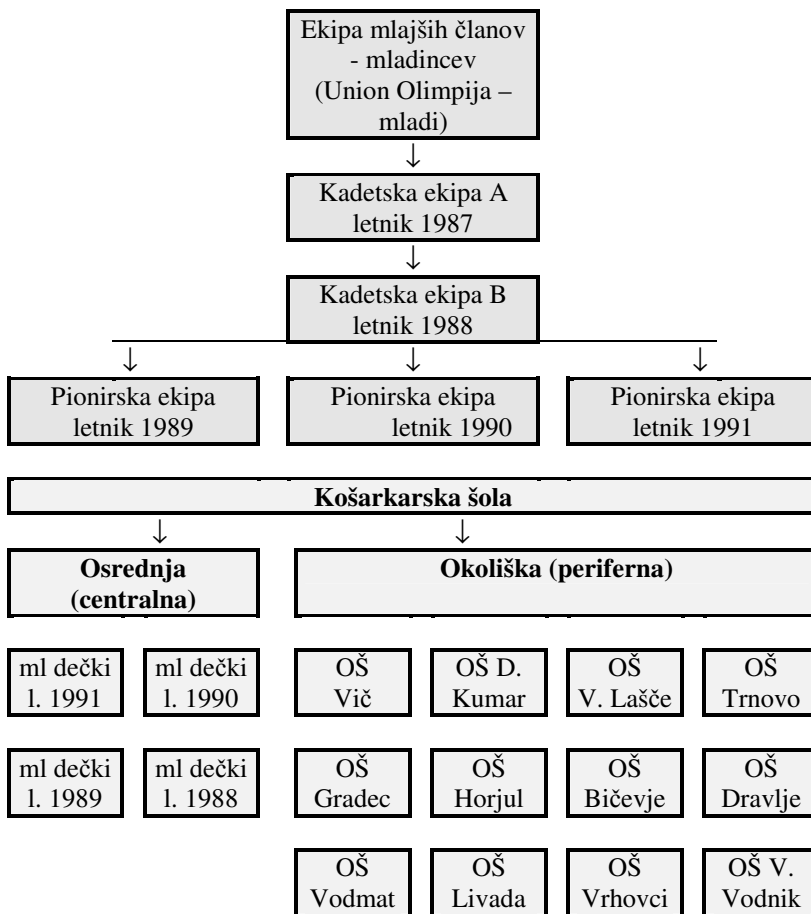 Ekipa mlajših članov
- mladincev
(Union Olimpija –
mladi)
↓
Kadetska ekipa A
letnik 1987
↓
Kadetska ekipa B
letnik 1988
↓ ↓ ↓
Pionirska ekipa
letnik 1989
Pionirska ekipa
letnik 1990
Pionirska ekipa
letnik 1991
Košarkarska šola
↓ ↓
Osrednja
(centralna)
Okoliška (periferna)
ml dečki
l. 1991
ml dečki
l. 1990
OŠ
Vič
OŠ D.
Kumar
OŠ
V. Lašče
OŠ
Trnovo
ml dečki
l. 1989
ml dečki
l. 1988
OŠ
Gradec
OŠ
Horjul
OŠ
Bičevje
OŠ
Dravlje
OŠ
Vodmat
OŠ
Livada
OŠ
Vrhovci
OŠ V.
Vodnik